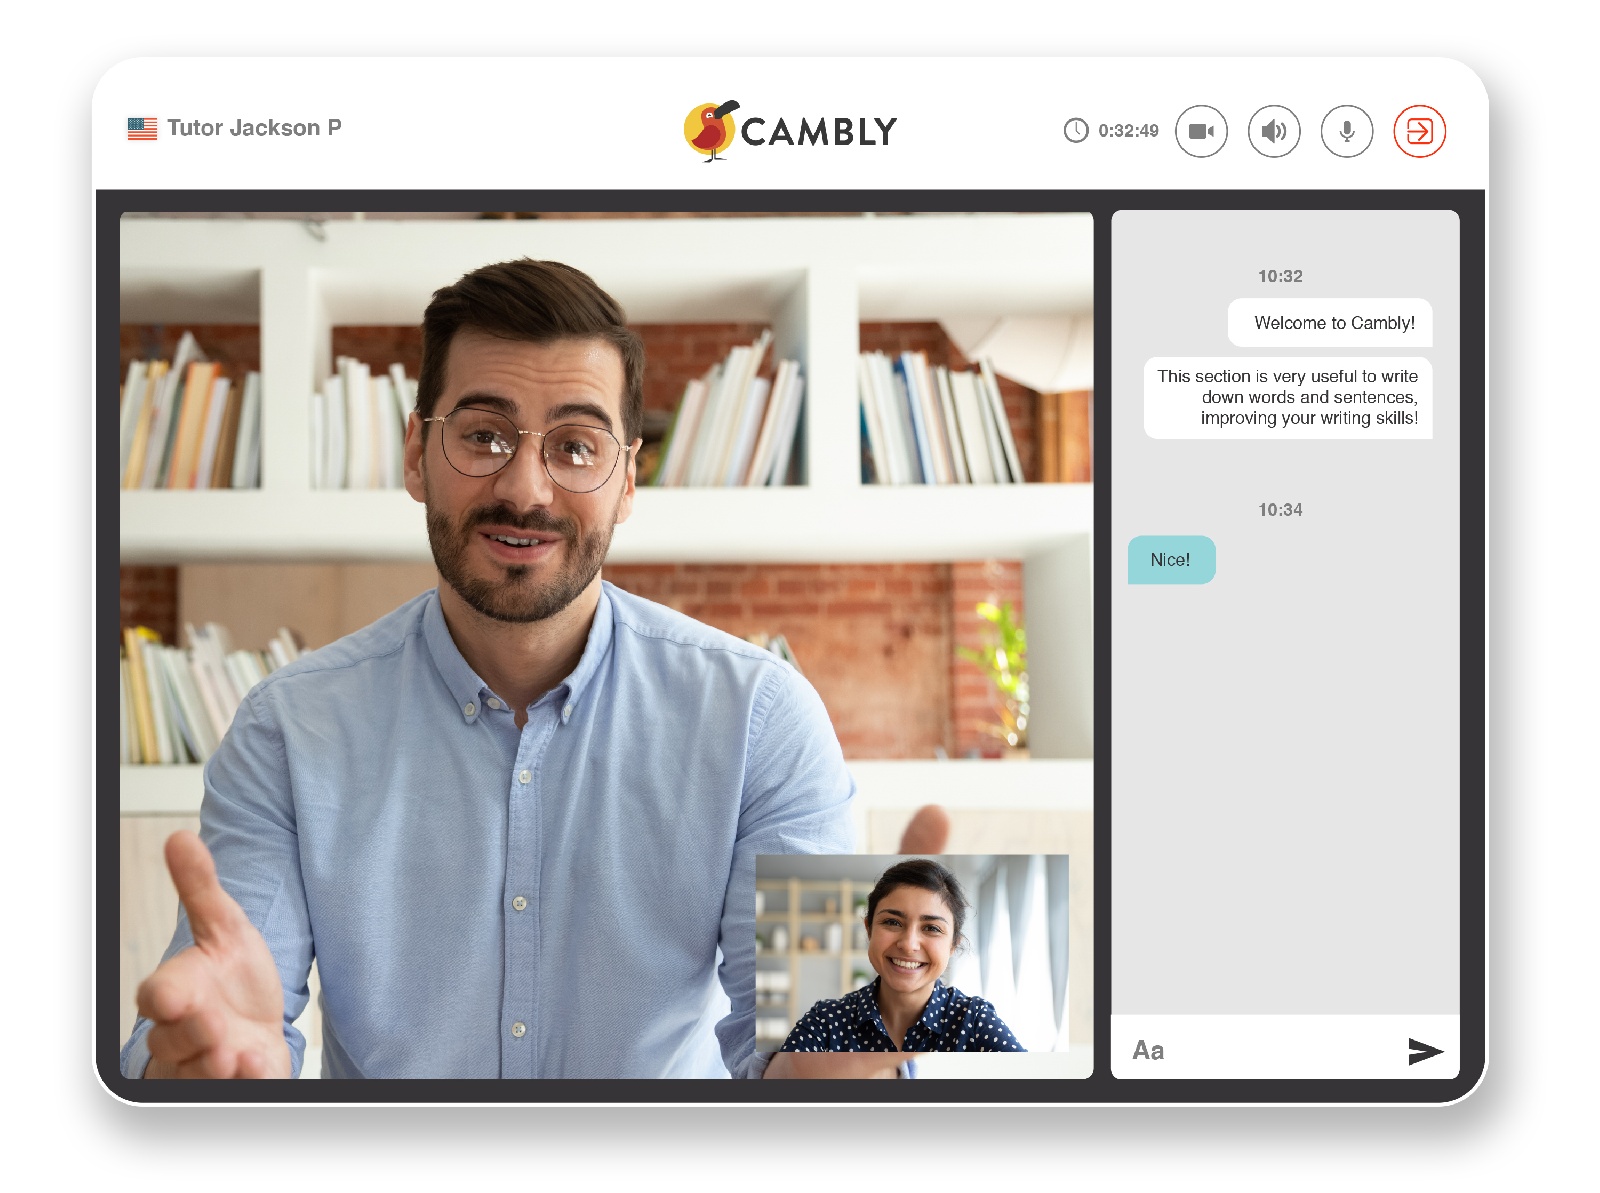 Tutor Jackson P
CAMBLY
0:32:49
10:32
Welcome to Cambly!
This section is very useful to write
down words and sentences,
improving your writing skills!
10:34
Nice!
Aa